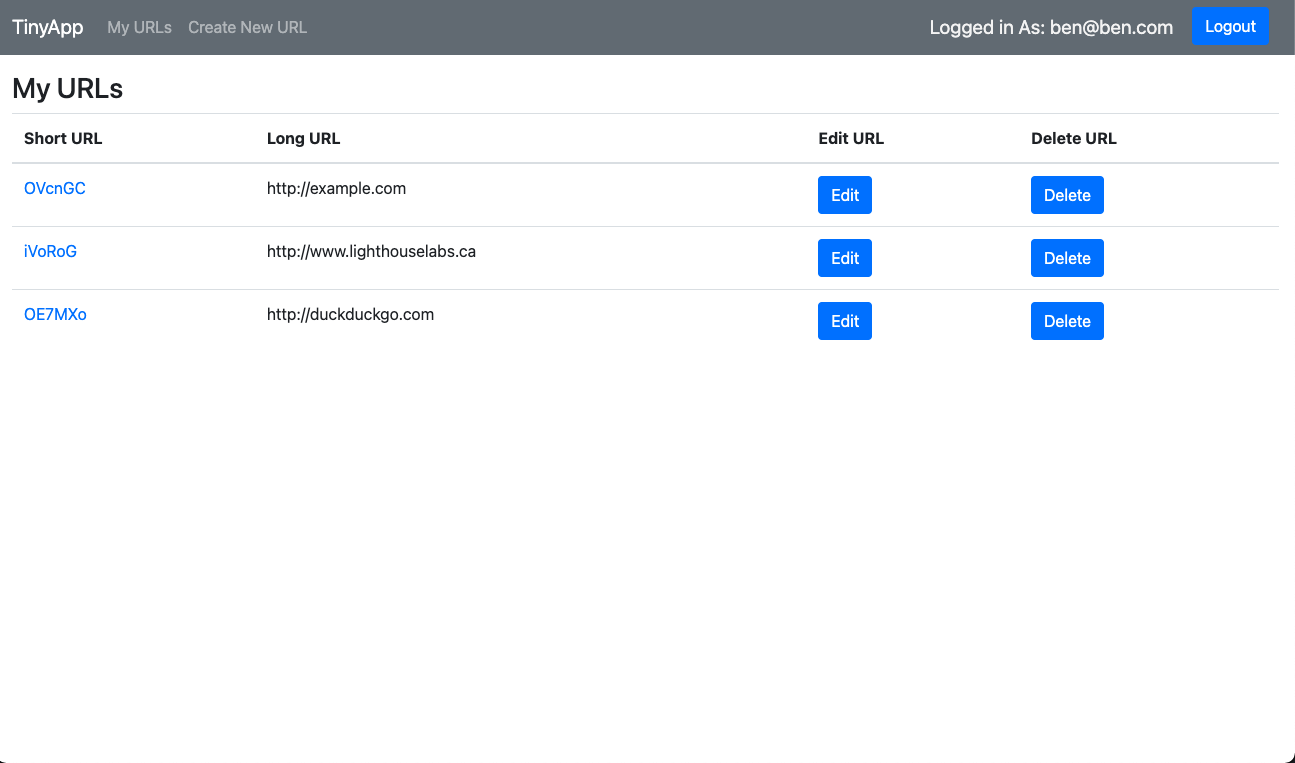 TinyApp My URLs Create New URL Logged in As: ben@ben.com Logout
My URLs
Short URL Long URL Edit URL Delete URL
OVcnGC http://example.com Edit Delete
iVoRoG http://www.lighthouselabs.ca Edit Delete
OE7MXo http://duckduckgo.com Edit Delete